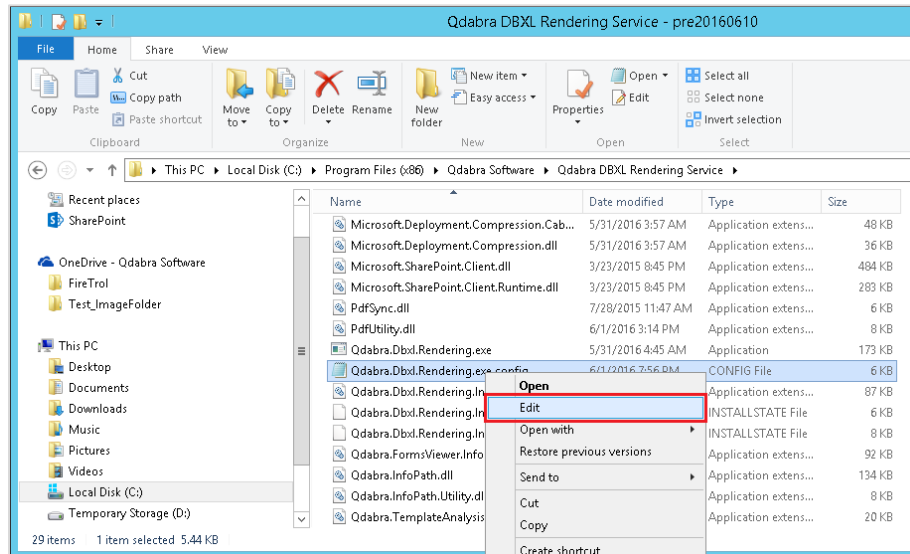 Qdabra DBXL Rendering Service - pre20160610
File Home Share View
Copy
Paste
Cut
Copy path
Paste shortcut
Clipboard
Move to
Copy to
Delete
Rename
Organize
New folder
New item
Easy access
New
Properties
Open
Edit
Open
Select all
Select none
Invert selection
Select
This PC Local Disk (C:) Program Files (x86) Qdabra Software Qdabra DBXL Rendering Service
Recent places
SharePoint
OneDrive - Qdabra Software
FireTrol
Test_ImageFolder
This PC
Desktop
Documents
Downloads
Music
Pictures
Videos
Local Disk (C:)
Temporary Storage (D:)
Name Date modified Type Size
Microsoft.Deployment.Compression.Cab... 5/31/2016 3:57 AM Application extens... 48 KB
Microsoft.Deployment.Compression.dll 5/31/2016 3:57 AM Application extens... 36 KB
Microsoft.SharePoint.Client.dll 3/23/2015 8:45 PM Application extens... 484 KB
Microsoft.SharePoint.Client.Runtime.dll 3/23/2015 8:45 PM Application extens... 283 KB
PdfSync.dll 7/28/2015 11:47 AM Application extens... 6 KB
PdfUtility.dll 6/1/2016 3:14 PM Application extens... 8 KB
Qdabra.Dbxl.Rendering.exe 5/31/2016 4:45 AM Application 173 KB
Qdabra.Dbxl.Rendering.exe.config 6/1/2016 7:56 PM CONFIG File 6 KB
Qdabra.Dbxl.Rendering.In Application extens... 87 KB
Qdabra.Dbxl.Rendering.In INSTALLSTATE File 6 KB
Qdabra.Dbxl.Rendering.In INSTALLSTATE File 8 KB
Qdabra.FormsViewer.Info Application extens... 92 KB
Qdabra.InfoPath.dll Application extens... 134 KB
Qdabra.InfoPath.Utility.dl Application extens... 8 KB
Qdabra.TemplateAnalysis Application extens... 20 KB
Open
Edit
Open with
Restore previous versions
Send to
Cut
Copy
Create shortcut
29 items 1 item selected 5.44 KB